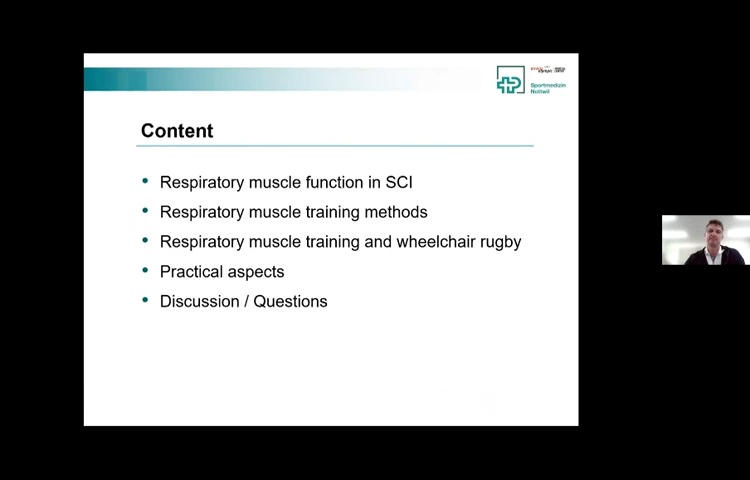 Sportmedizin
Nottwil
Content
• Respiratory muscle function in SCI
• Respiratory muscle training methods
• Respiratory muscle training and wheelchair rugby
• Practical aspects
• Discussion / Questions